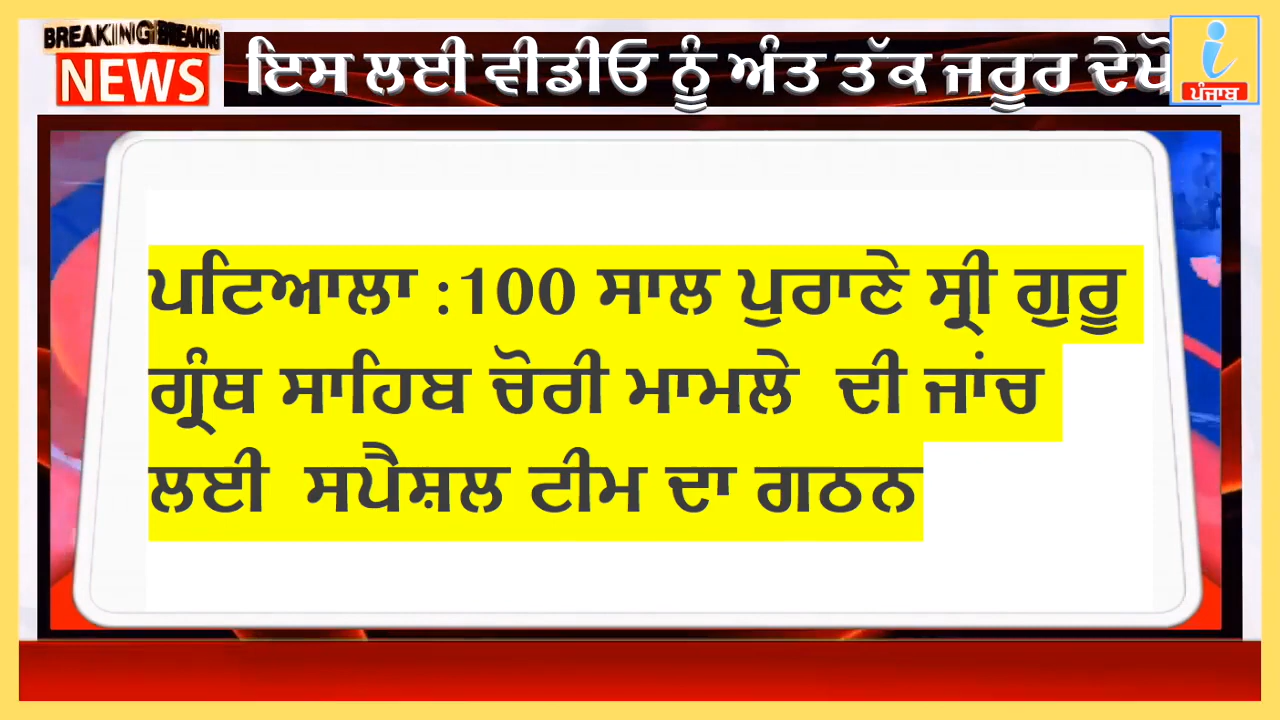 BREAKING BREAKING
NEWS
ਇਸ ਲਈ ਵੀਡੀਓ ਨੂੰ ਅੰਤ ਤੱਕ ਜਰੂਰ ਦੇਖੋ
i
ਪੰਜਾਬ
ਪਟਿਆਲਾ :100 ਸਾਲ ਪੁਰਾਣੇ ਸ੍ਰੀ ਗੁਰੂ
ਗ੍ਰੰਥ ਸਾਹਿਬ ਚੋਰੀ ਮਾਮਲੇ ਦੀ ਜਾਂਚ
ਲਈ ਸਪੈਸ਼ਲ ਟੀਮ ਦਾ ਗਠਨ